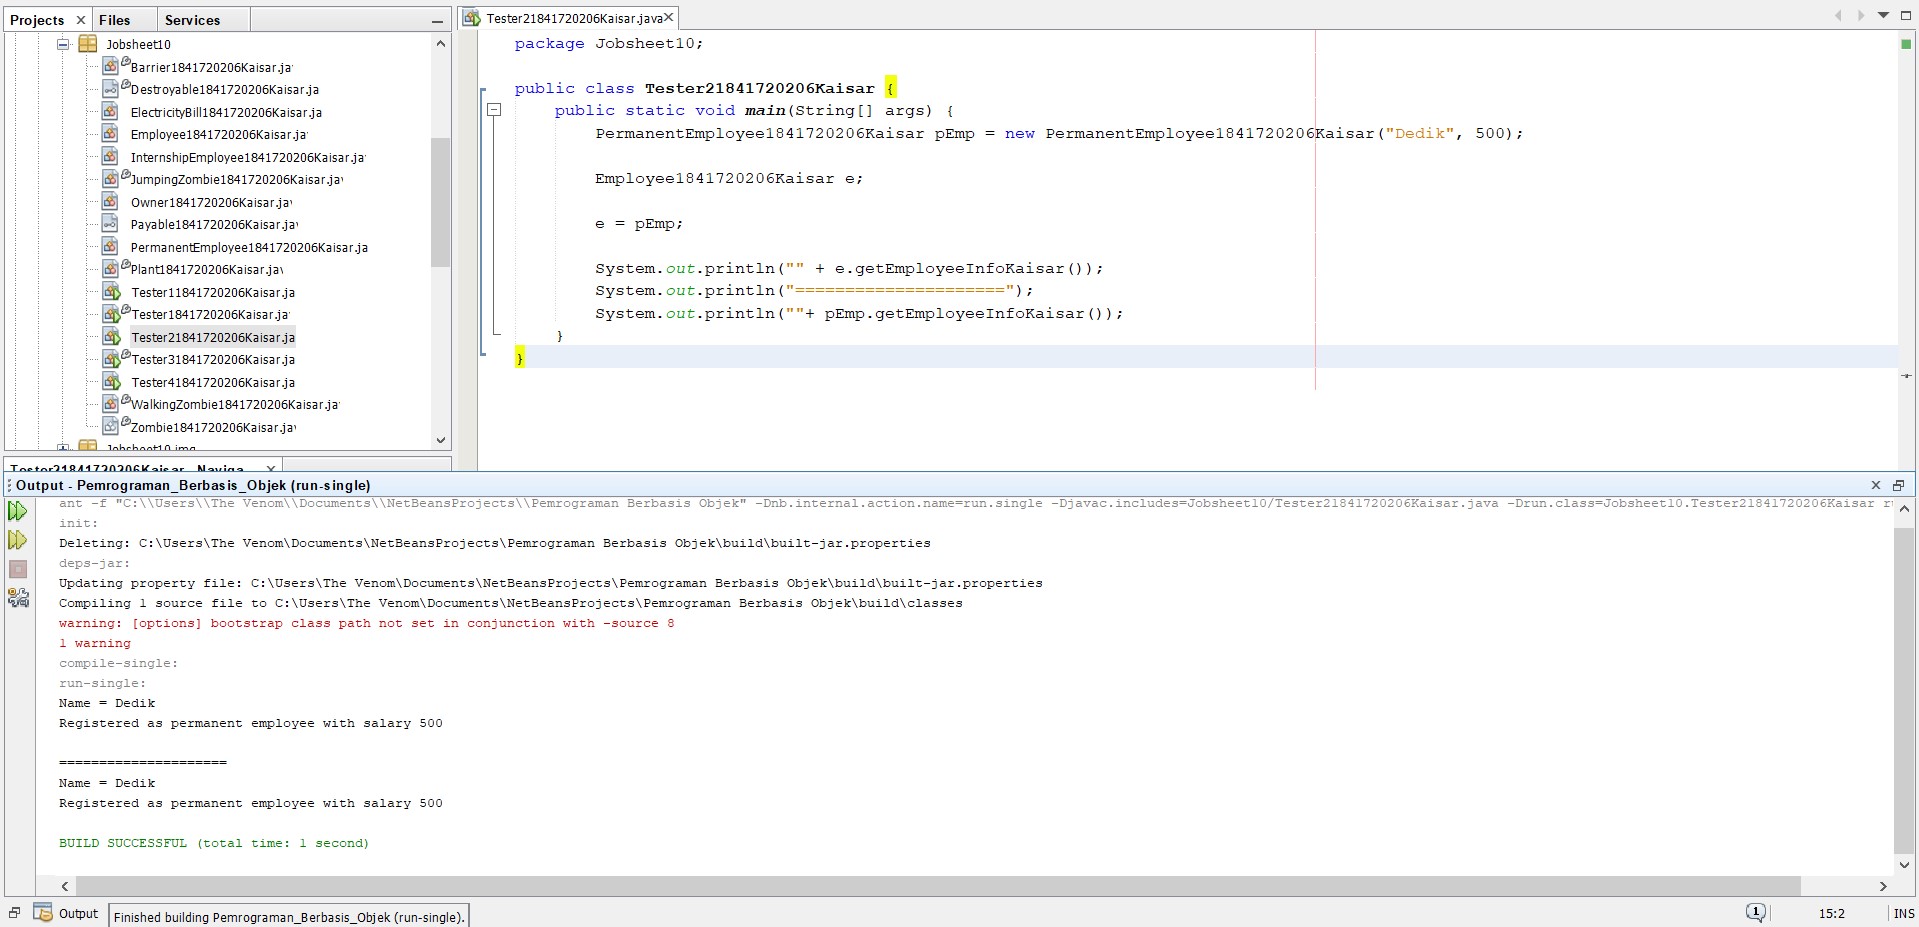 Projects
Files
Services
Jobsheet10
Barrier1841720206Kaisar.ja
Destroyable1841720206Kaisar.ja
ElectricityBill1841720206Kaisar.ja
Employee1841720206Kaisar.ja
InternshipEmployee1841720206Kaisar.ja
JumpingZombie1841720206Kaisar.jav
Owner1841720206Kaisar.jav
Payable1841720206Kaisar.jav
PermanentEmployee1841720206Kaisar.ja
Plant1841720206Kaisar.jav
Tester11841720206Kaisar.ja
Tester1841720206Kaisar.ja
Tester21841720206Kaisar.ja
Tester31841720206Kaisar.ja
Tester41841720206Kaisar.ja
WalkingZombie1841720206Kaisar.ja
Zombie1841720206Kaisar.jav
Jobsheet10.img
Tester21841720206Kaisar - Naviga...
Tester21841720206Kaisar.java
package Jobsheet10;
public class Tester21841720206Kaisar {
public static void main(String[] args) {
PermanentEmployee1841720206Kaisar pEmp = new PermanentEmployee1841720206Kaisar("Dedik", 500);
Employee1841720206Kaisar e;
e = pEmp;
System.out.println("" + e.getEmployeeInfoKaisar());
System.out.println("=====================");
System.out.println(""+ pEmp.getEmployeeInfoKaisar());
}
}
Output - Pemrograman_Berbasis_Objek (run-single)
ant -f "C:\\Users\\The Venom\\Documents\\NetBeansProjects\\Pemrograman Berbasis Objek" -Dnb.internal.action.name=run.single -Djavac.includes=Jobsheet10/Tester21841720206Kaisar.java -Drun.class=Jobsheet10.Tester21841720206Kaisar r
init:
Deleting: C:\Users\The Venom\Documents\NetBeansProjects\Pemrograman Berbasis Objek\build\built-jar.properties
deps-jar:
Updating property file: C:\Users\The Venom\Documents\NetBeansProjects\Pemrograman Berbasis Objek\build\built-jar.properties
Compiling 1 source file to C:\Users\The Venom\Documents\NetBeansProjects\Pemrograman Berbasis Objek\build\classes
warning: [options] bootstrap class path not set in conjunction with -source 8
1 warning
compile-single:
run-single:
Name = Dedik
Registered as permanent employee with salary 500
=====================
Name = Dedik
Registered as permanent employee with salary 500
BUILD SUCCESSFUL (total time: 1 second)
Output
Finished building Pemrograman_Berbasis_Objek (run-single).
1
15:2
INS